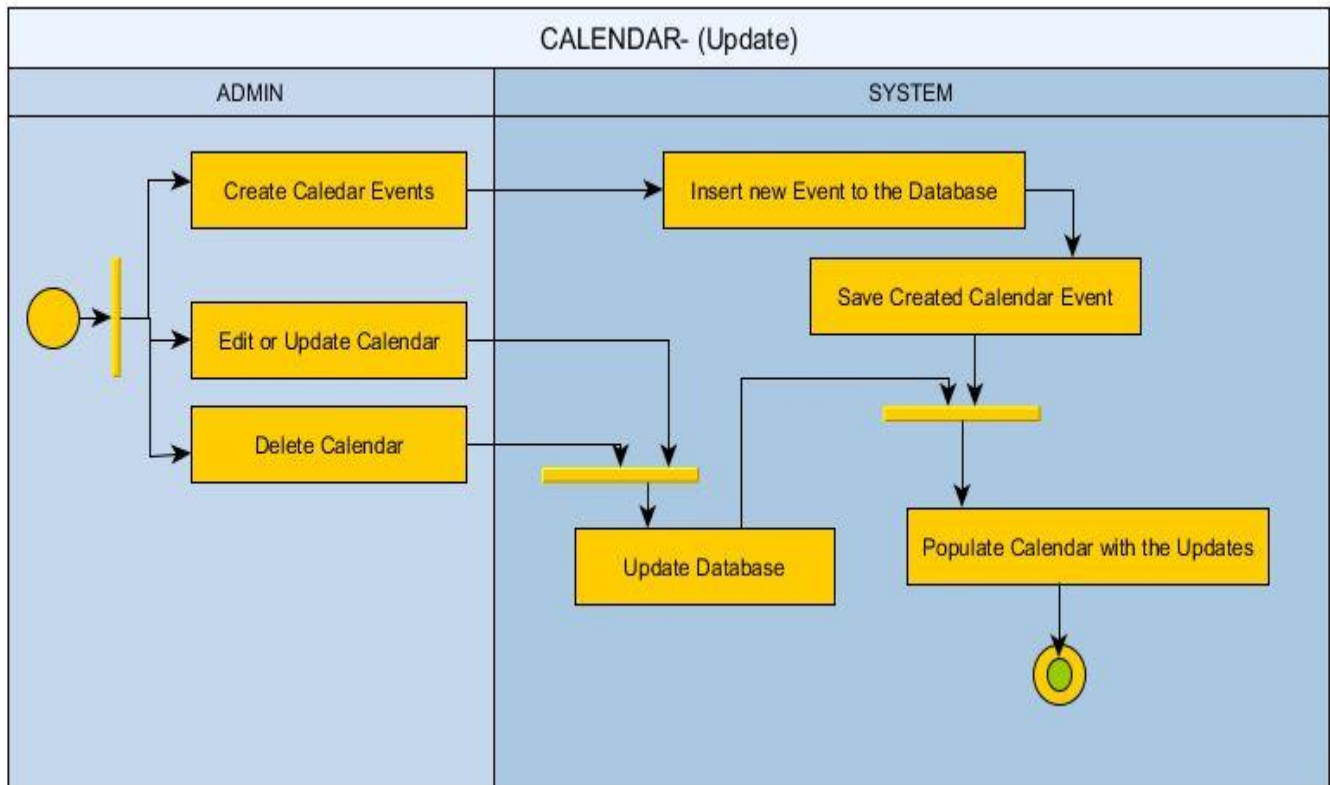 CALENDAR- (Update)
ADMIN
SYSTEM
Create Caledar Events
Insert new Event to the Database
Save Created Calendar Event
Edit or Update Calendar
Delete Calendar
Update Database
Populate Calendar with the Updates